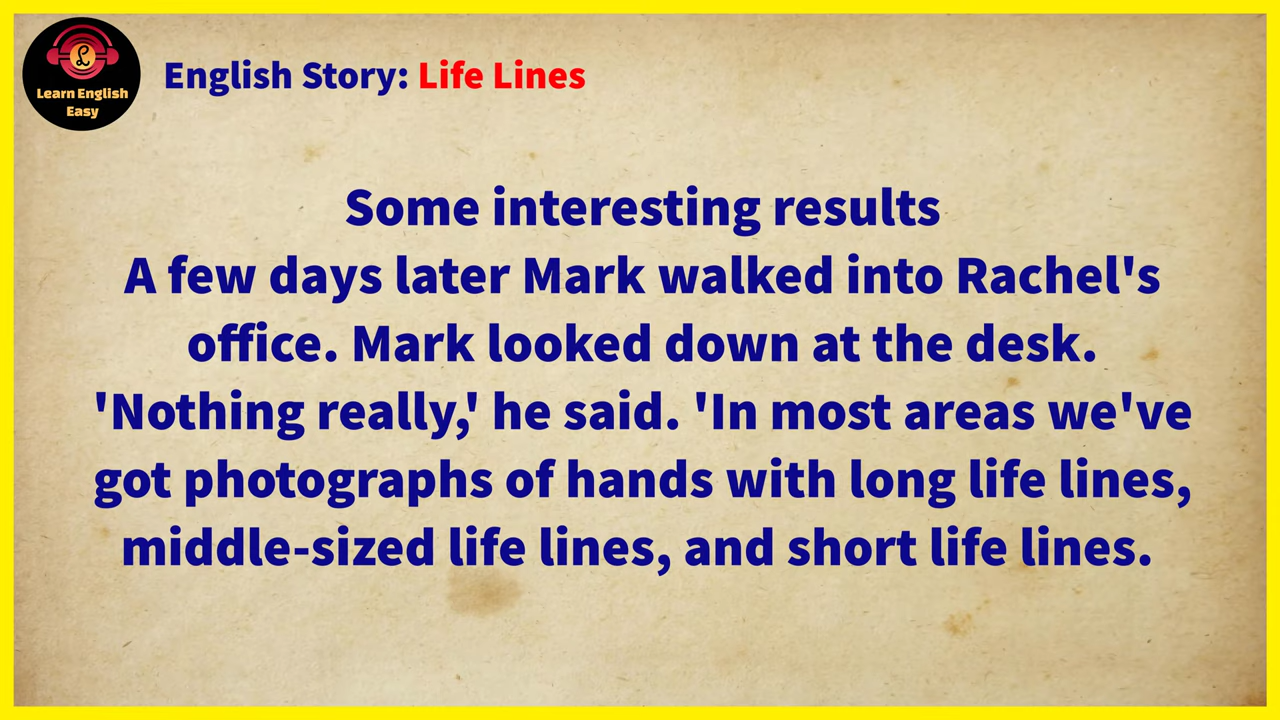 Learn English
Easy
English Story: Life Lines
Some interesting results
A few days later Mark walked into Rachel's
office. Mark looked down at the desk.
'Nothing really,' he said. 'In most areas we've
got photographs of hands with long life lines,
middle-sized life lines, and short life lines.